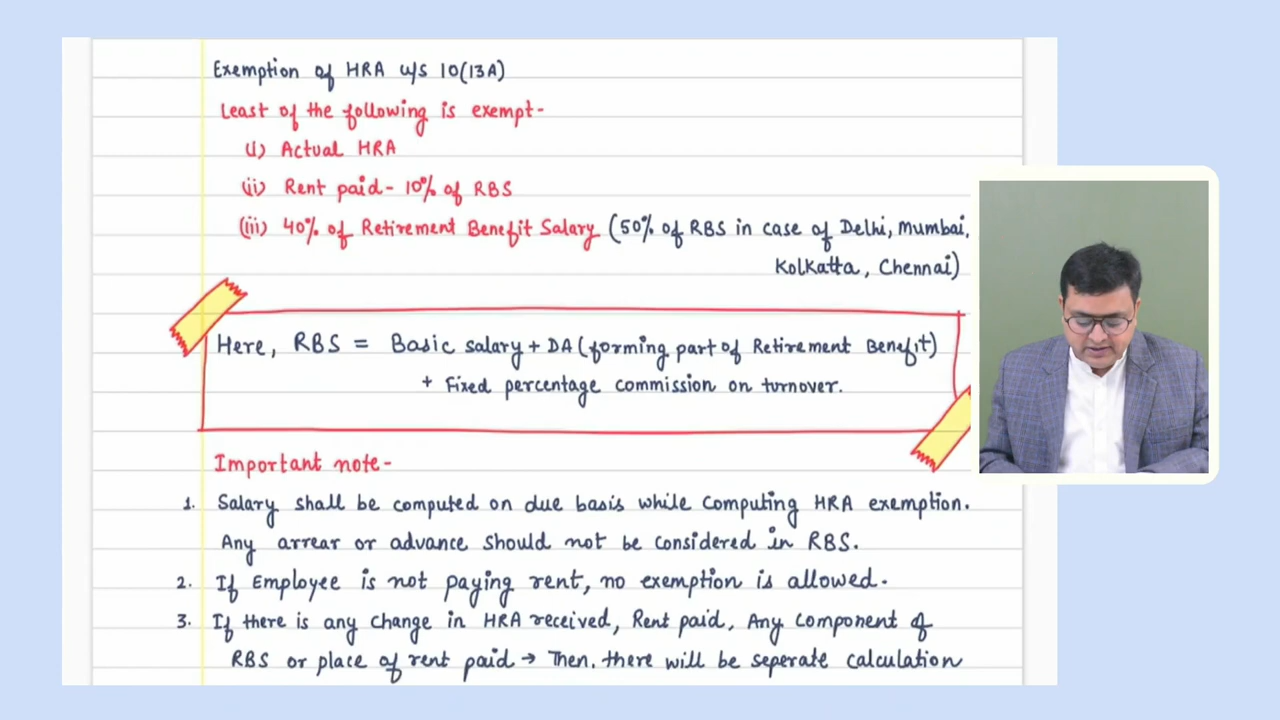 Exemption of HRA u/s 10(13A)
Least of the following is exempt-
(i) Actual HRA
(ii) Rent paid- 10% of RBS
(iii) 40% of Retirement Benefit Salary (50% of RBS in case of Delhi, Mumbai,
Kolkatta, Chennai)
Here, RBS = Basic salary + DA (forming part of Retirement Benefit)
+ Fixed percentage commission on turnover.
Important note-
1. Salary shall be computed on due basis while Computing HRA exemption.
Any arrear or advance should not be Considered in RBS.
2. If Employee is not paying rent, no exemption is allowed.
3. If there is any Change in HRA received, Rent paid, Any Component of
RBS or place of rent paid → Then, there will be seperate calculation